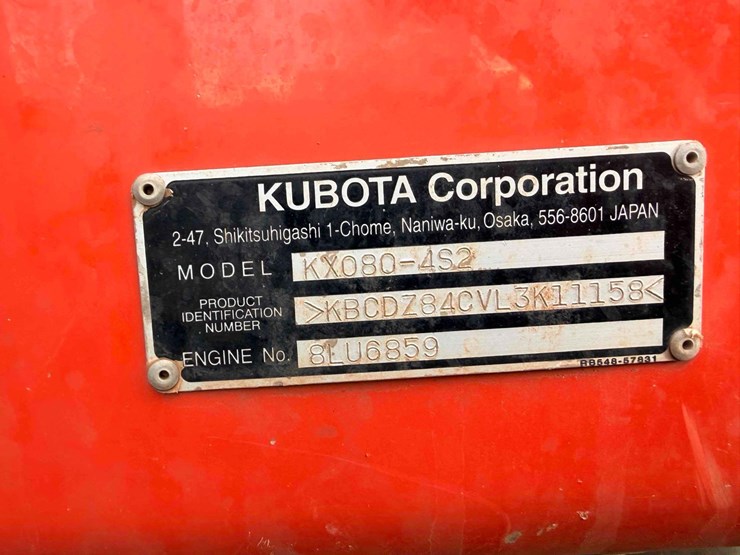 KUBOTA Corporation
2-47, Shikitsuhigashi 1-Chome, Naniwa-ku, Osaka, 556-8601 JAPAN
MODEL KX080-4S2
PRODUCT
IDENTIFICATION
NUMBER >KBCDZ84CVL3K11158<
ENGINE No. 8LU6859
RB548-57831